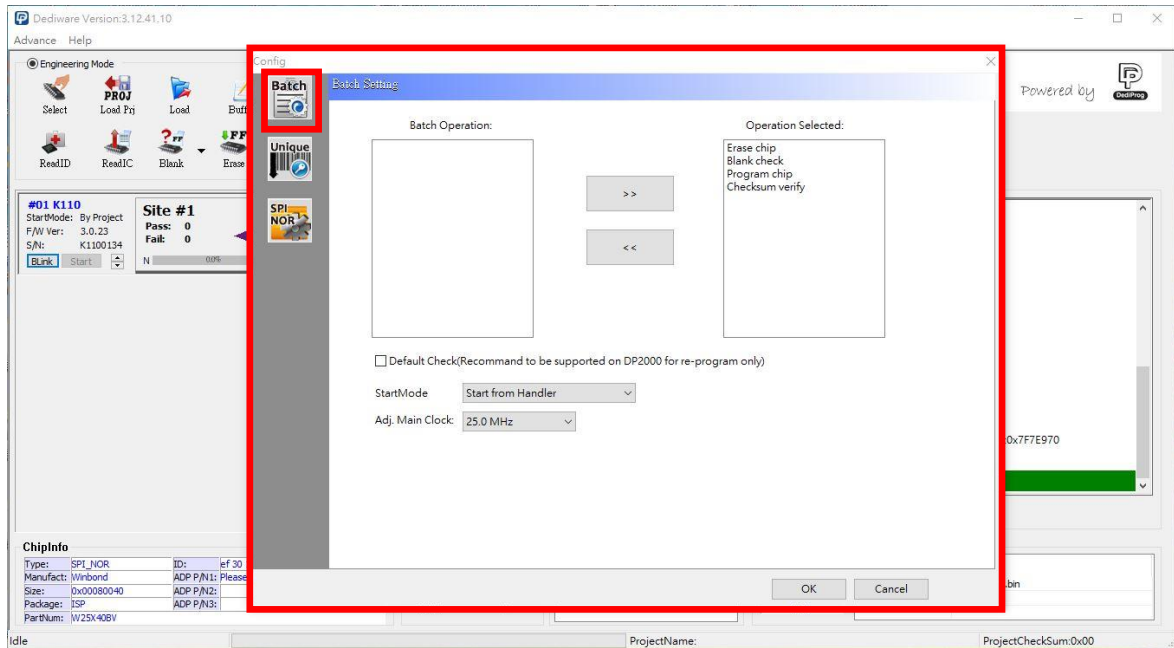 Dediware Version:3.12.41.10
Advance Help
Engineering Mode
Select Load Prj Load Buff
PROJ
ReadID ReadIC Blank Erase
Powered by
DediProg
#01 K110
StartMode: By Project
F/W Ver: 3.0.23
S/N: K1100134
BLink Start
Site #1
Pass: 0
Fail: 0
N 0.0%
Config
Batch
Unique
SPI
NOR
Batch Setting
Batch Operation:
Operation Selected:
Erase chip
Blank check
Program chip
Checksum verify
>>
<<
Default Check(Recommand to be supported on DP2000 for re-program only)
StartMode Start from Handler
Adj. Main Clock: 25.0 MHz
OK Cancel
0x7F7E970
ChipInfo
Type: SPI_NOR ID: ef 30
Manufact: Winbond ADP P/N1: Please
Size: 0x00080040 ADP P/N2:
Package: ISP ADP P/N3:
PartNum: W25X40BV
.bin
Idle ProjectName: ProjectCheckSum:0x00